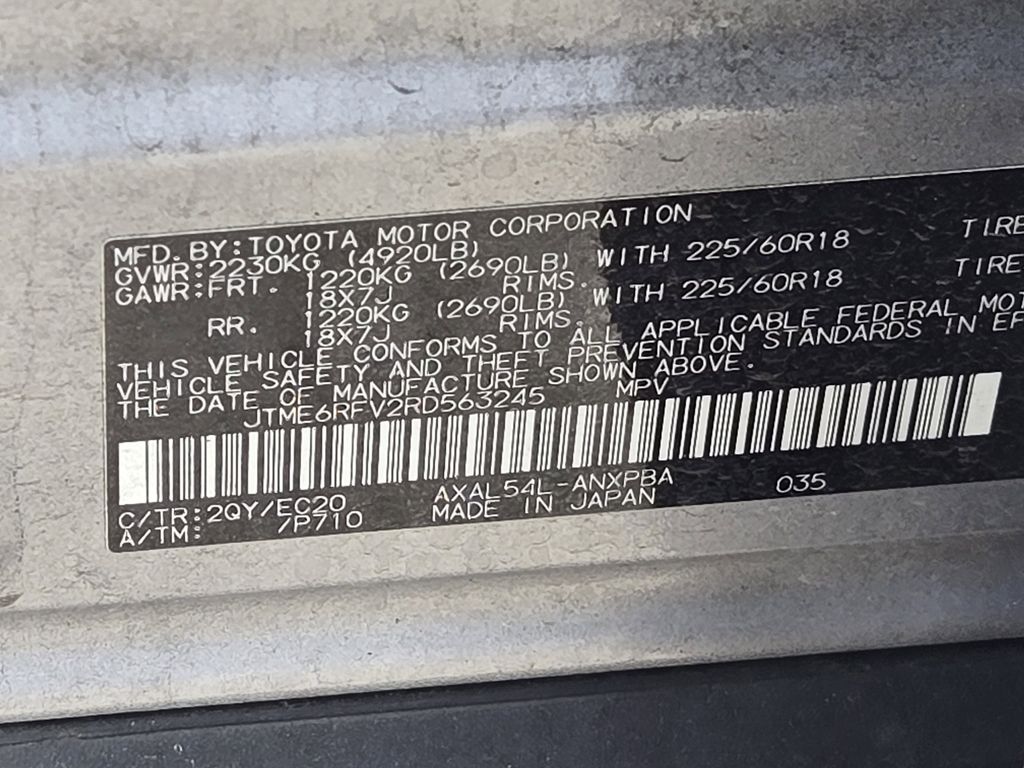 MFD.BY:TOYOTA MOTOR CORPORATION
GVWR:2230KG (4920LB)
GAWR:FRT. 1220KG (2690LB) WITH 225/60R18 TIRE
18X7J RIMS.
RR. 1220KG (2690LB) WITH 225/60R18 TIRE
18X7J RIMS.
THIS VEHICLE CONFORMS TO ALL APPLICABLE FEDERAL MOT
VEHICLE SAFETY AND THEFT PREVENTION STANDARDS IN EF
THE DATE OF MANUFACTURE SHOWN ABOVE.
JTME6RFV2RD563245 MPV
C/TR:2QY/EC20 AXAL54L-ANXPBA 035
A/TM: /P710 MADE IN JAPAN